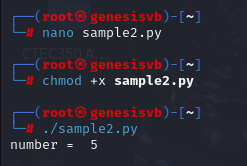 ┌──(root㉿genesisvb)-[~]
└─# nano sample2.py
┌──(root㉿genesisvb)-[~]
└─# chmod +x sample2.py
┌──(root㉿genesisvb)-[~]
└─# ./sample2.py
number =  5